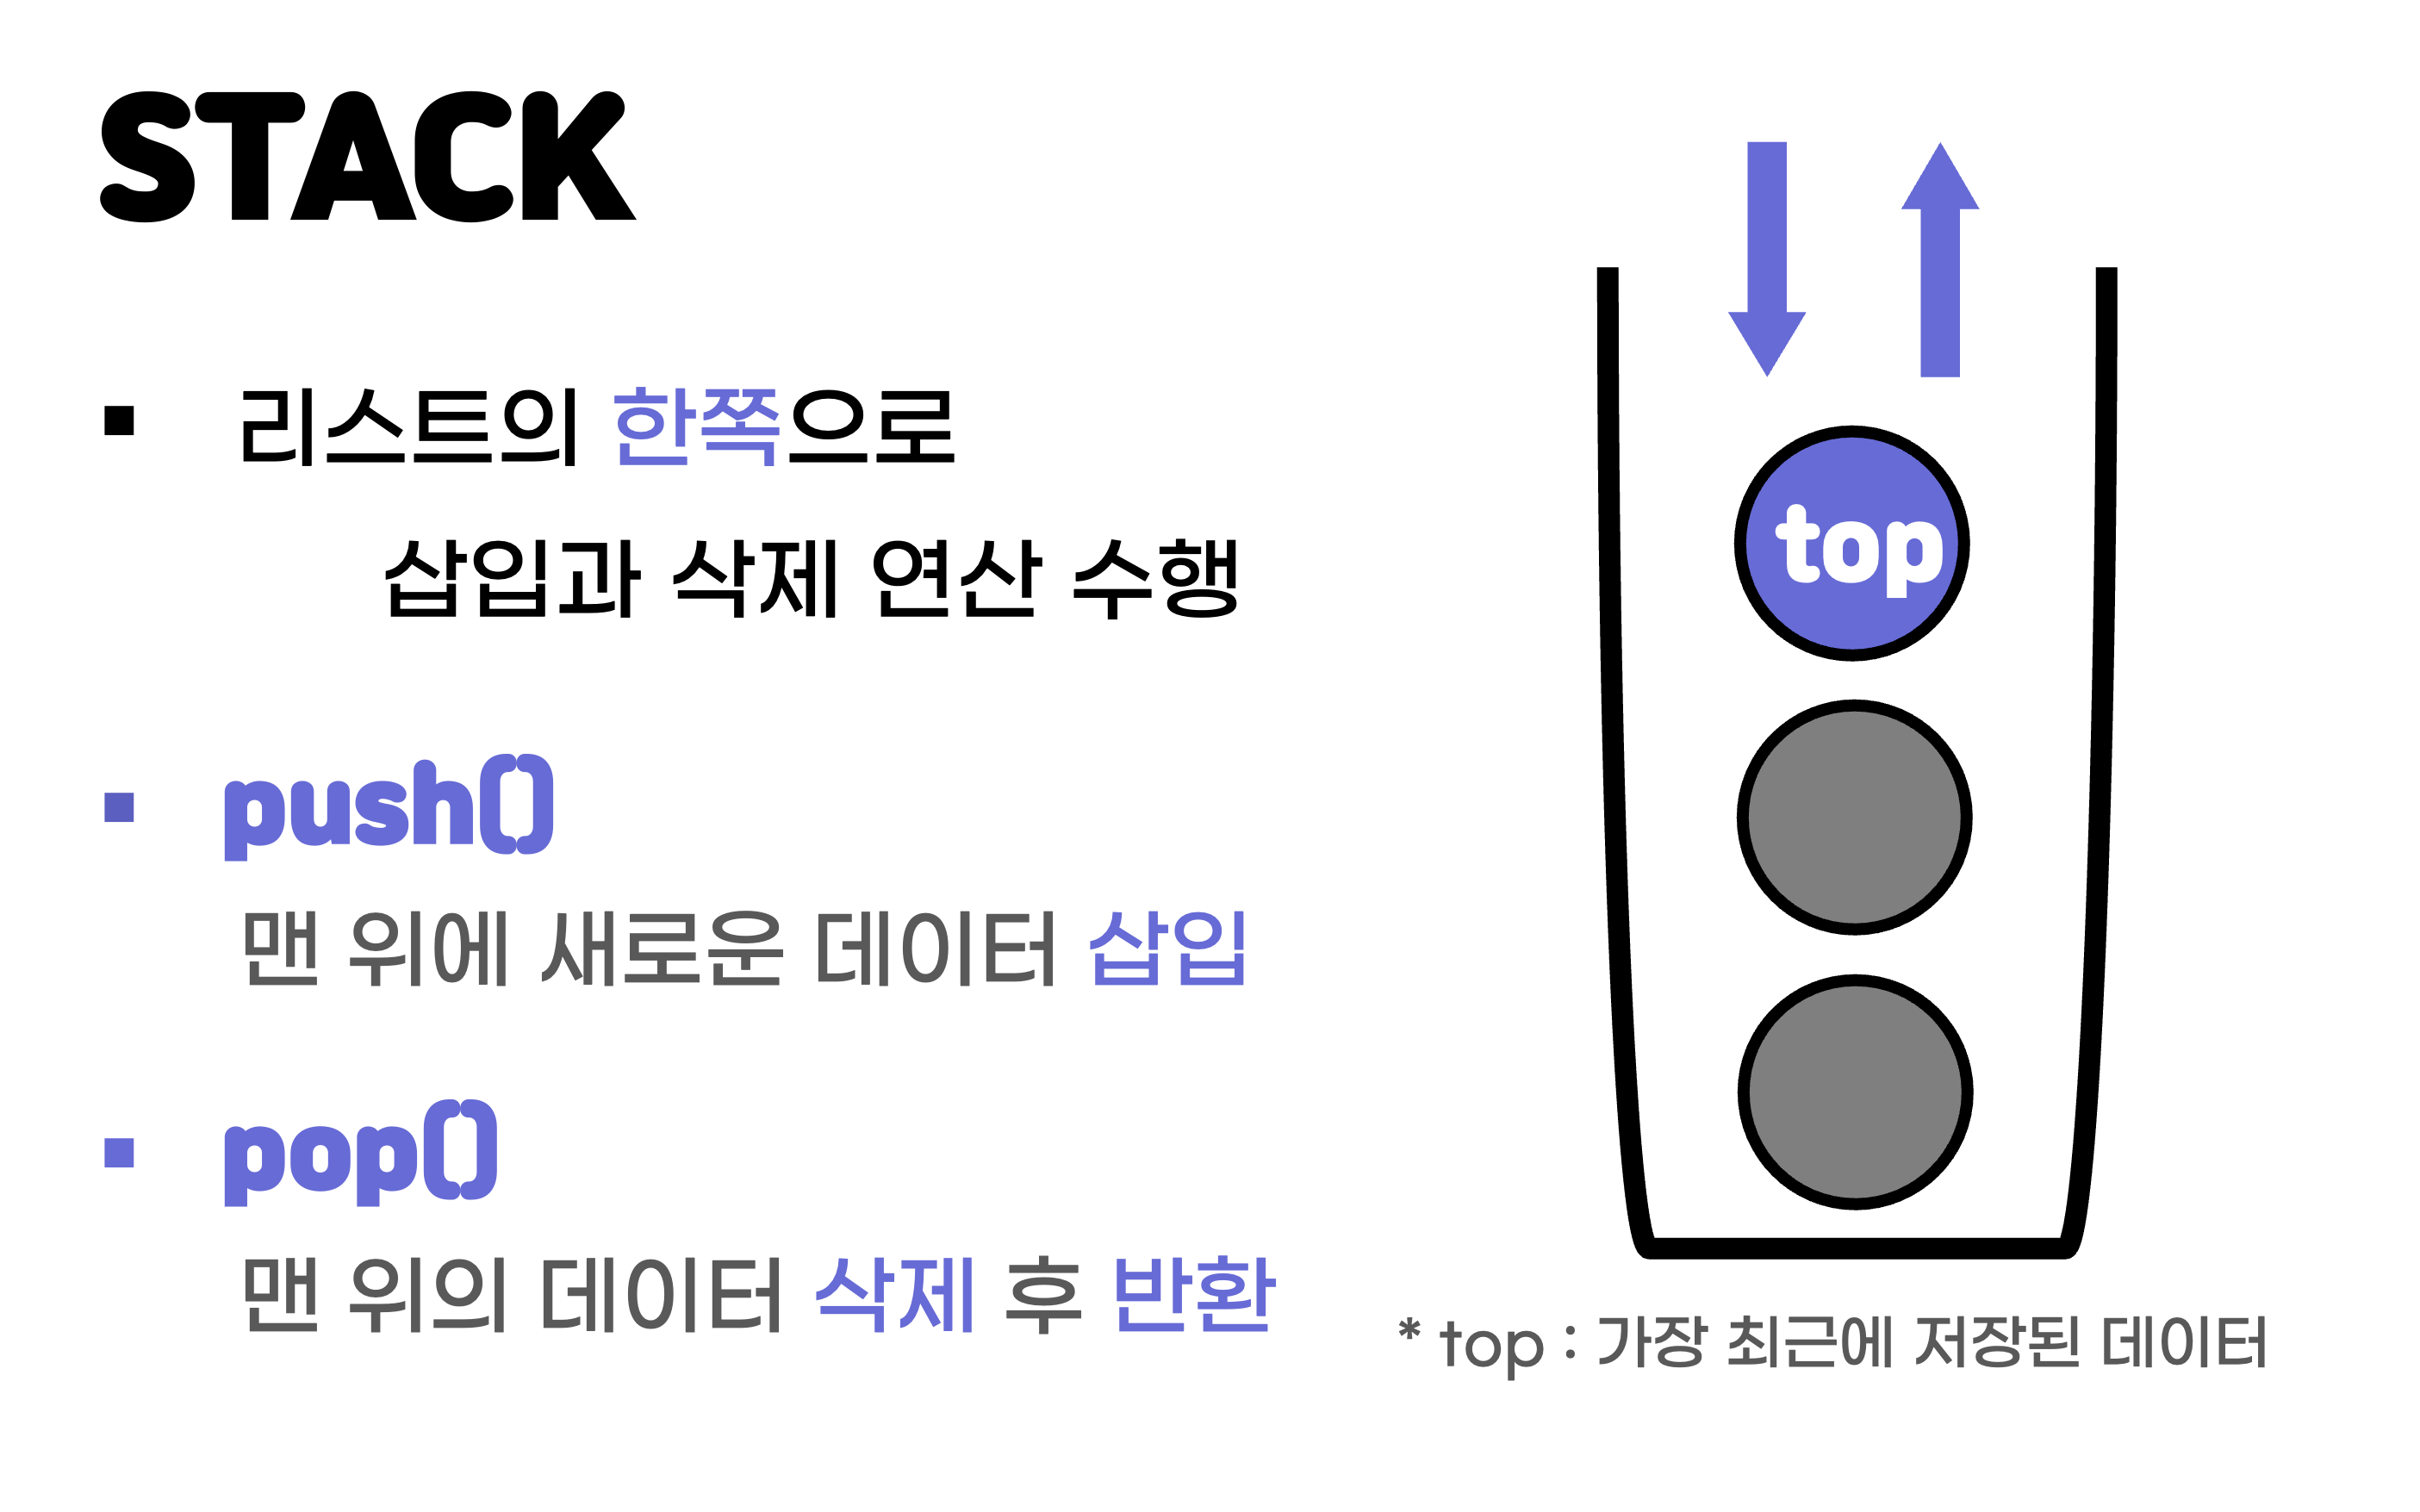 STACK
▪ 리스트의 한쪽으로
삽입과 삭제 연산 수행
▪ push()
맨 위에 새로운 데이터 삽입
▪ pop()
맨 위의 데이터 삭제 후 반환
top
* top : 가장 최근에 저장된 데이터